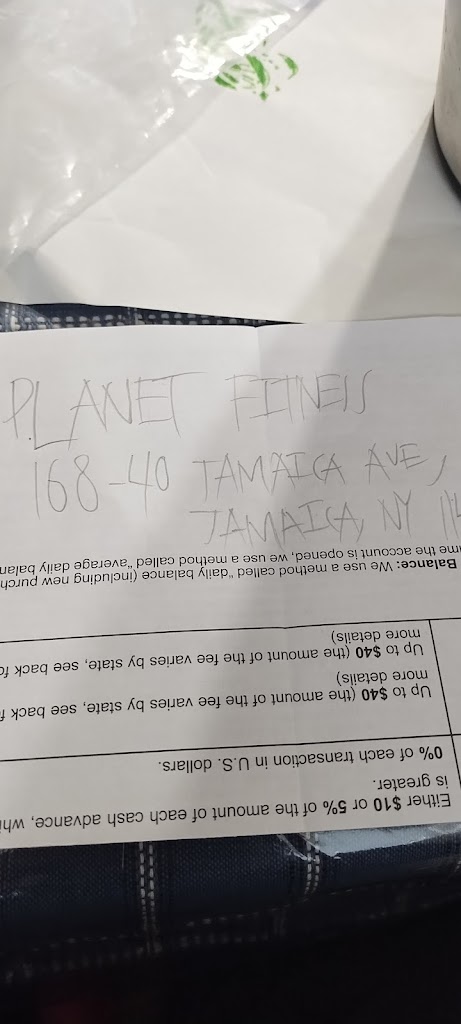 PLANET FITNESS
168-40 JAMAICA AVE,
JAMAICA, NY 114
Either $10 or 5% of the amount of each cash advance, whi
is greater.
0% of each transaction in U.S. dollars.
Up to $40 (the amount of the fee varies by state, see back f
more details)
Up to $40 (the amount of the fee varies by state, see back fo
more details)
Balance: We use a method called "daily balance (including new purch
me the account is opened, we use a method called "average daily balan